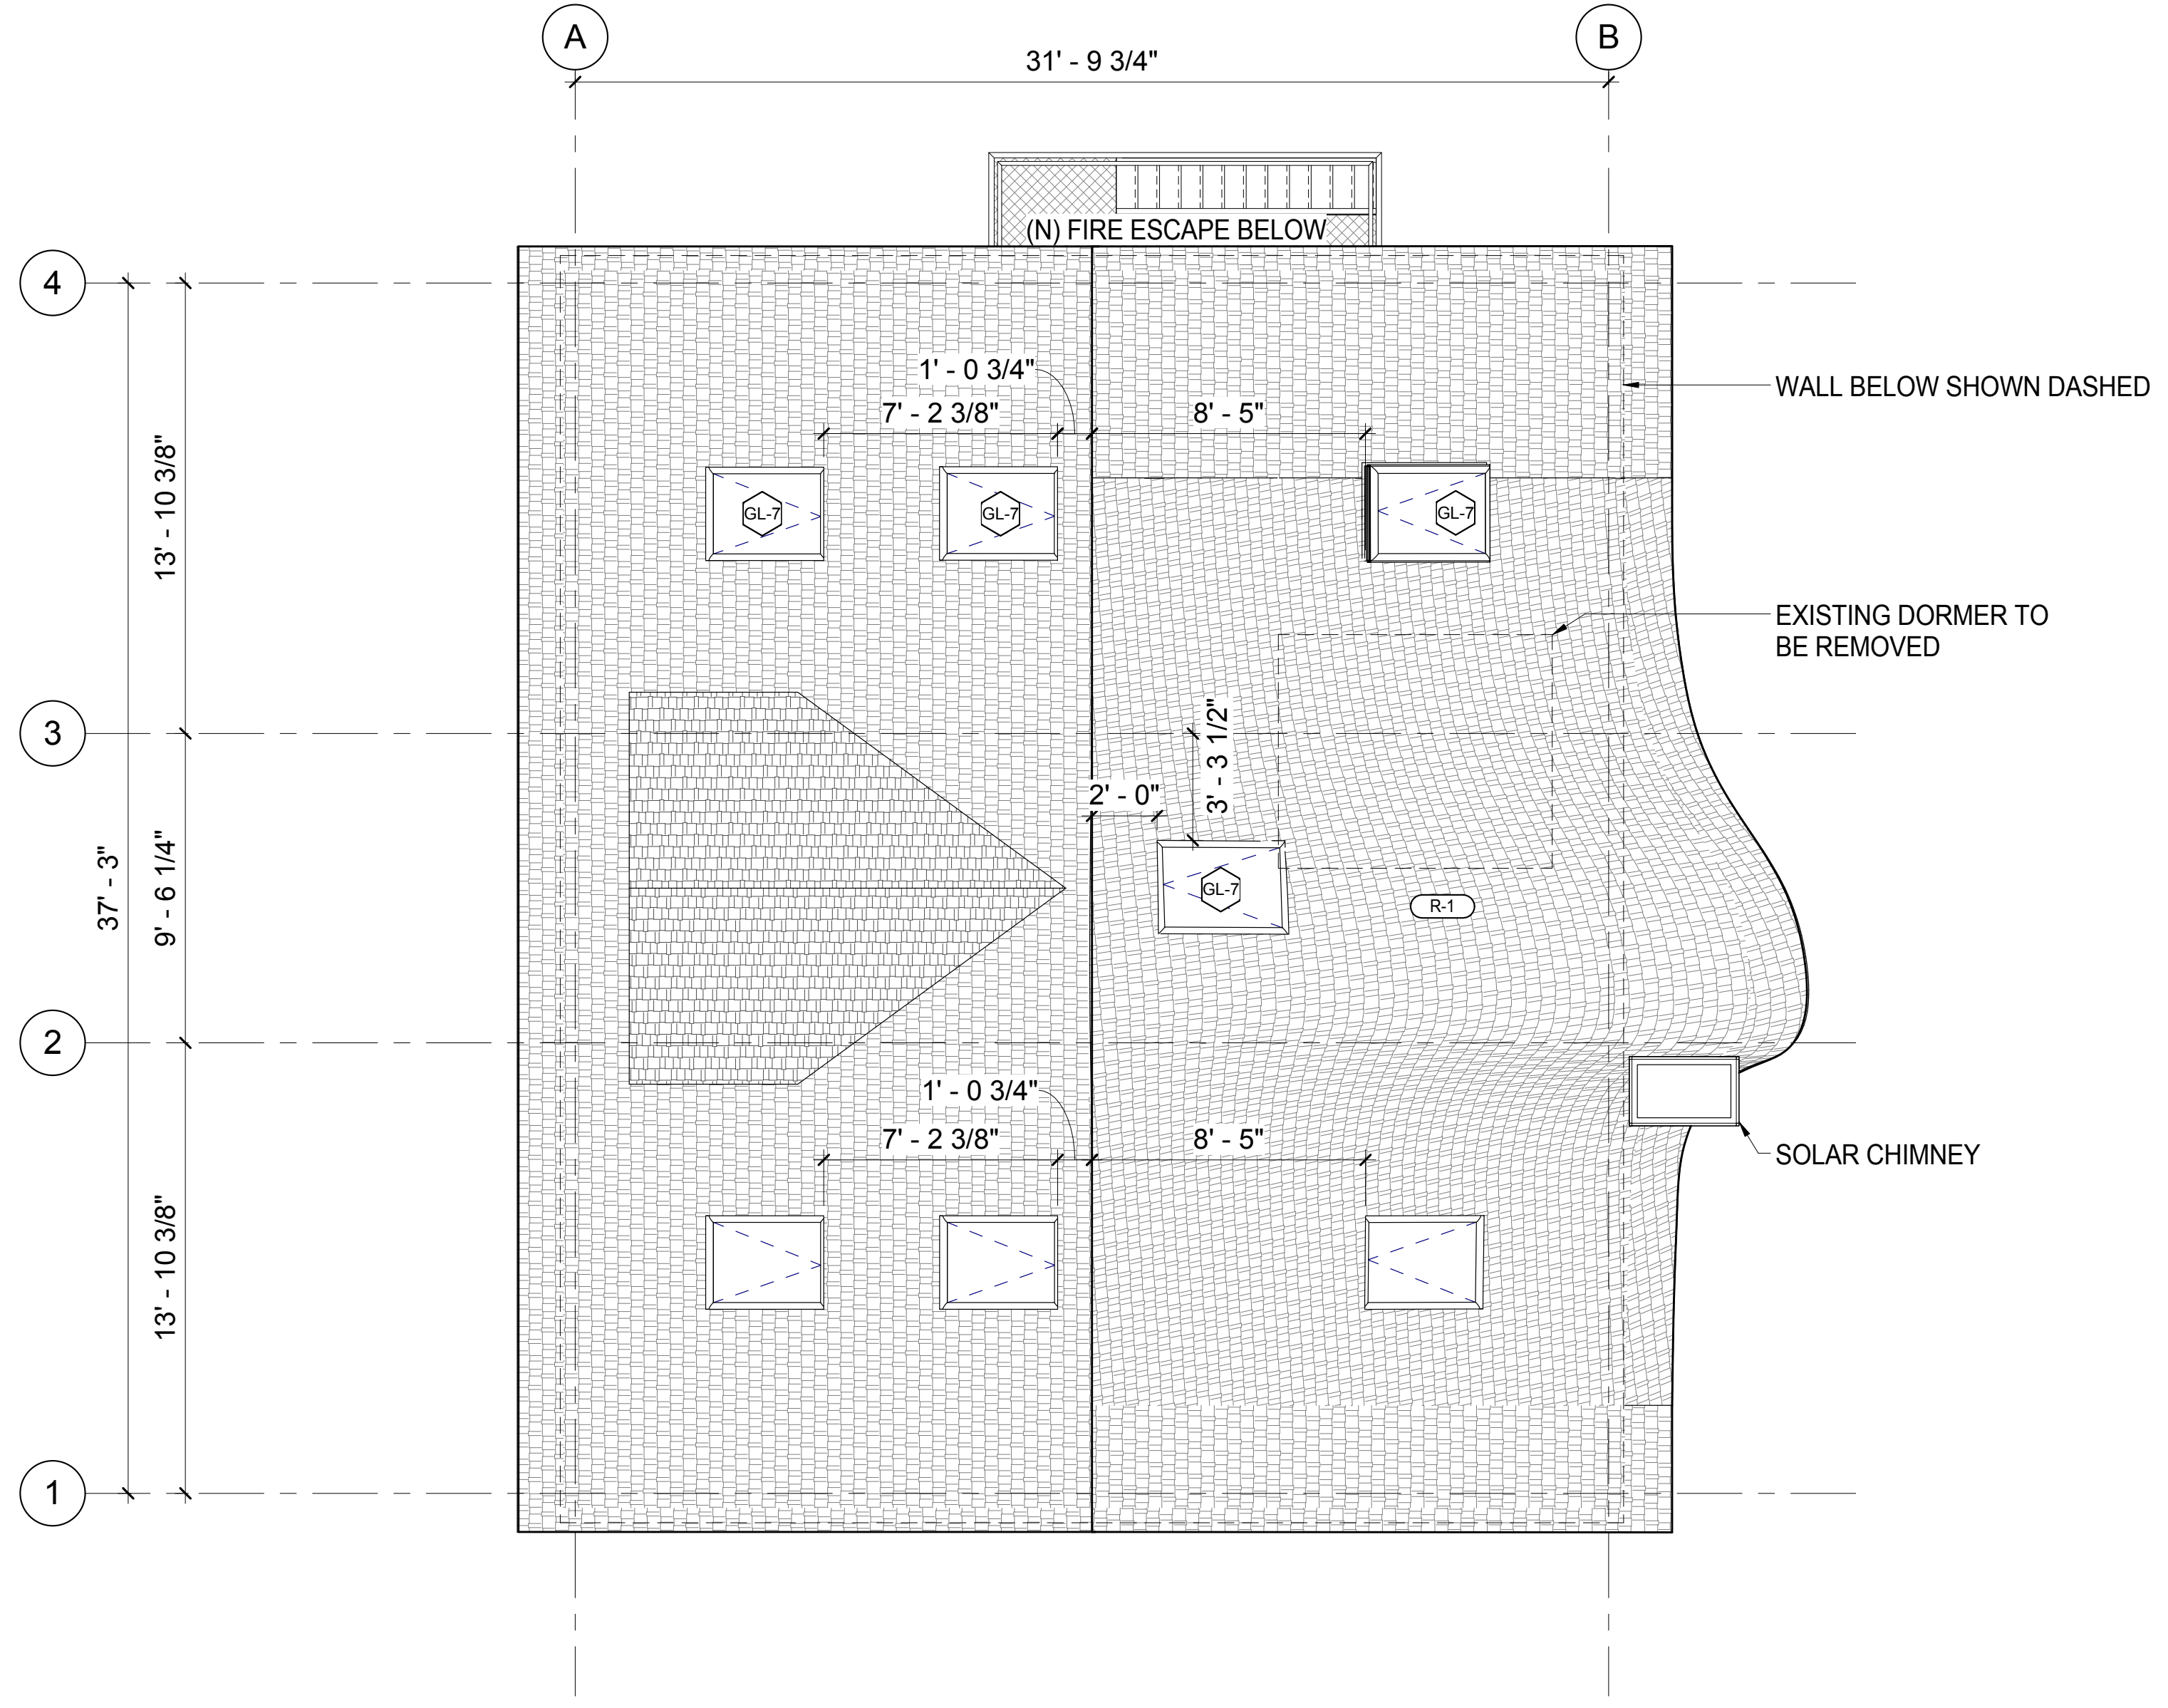 A
B
31' - 9 3/4"
(N) FIRE ESCAPE BELOW
4
1' - 0 3/4"
7' - 2 3/8"
8' - 5"
WALL BELOW SHOWN DASHED
13' - 10 3/8"
GL-7
GL-7
GL-7
EXISTING DORMER TO
BE REMOVED
3
3' - 3 1/2"
2' - 0"
37' - 3"
9' - 6 1/4"
GL-7
R-1
2
1' - 0 3/4"
7' - 2 3/8"
8' - 5"
SOLAR CHIMNEY
13' - 10 3/8"
1